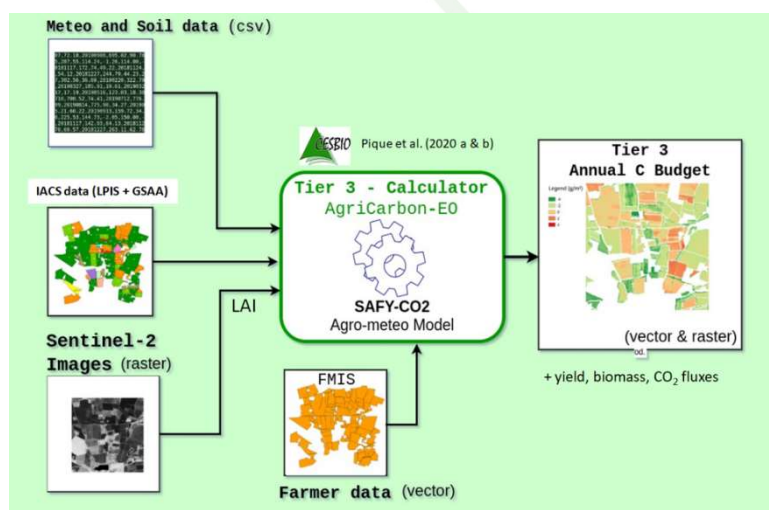 Meteo and Soil data (csv)
IACS data (LPIS + GSAA)
Sentinel-2
Images (raster)
LAI
CESBIO
Pique et al. (2020 a & b)
Tier 3 - Calculator
AgriCarbon-EO
SAFY-CO2
Agro-meteo Model
FMIS
Farmer data (vector)
Tier 3
Annual C Budget
Legend (g/m²)
(vector & raster)
od.
+ yield, biomass, CO₂ fluxes